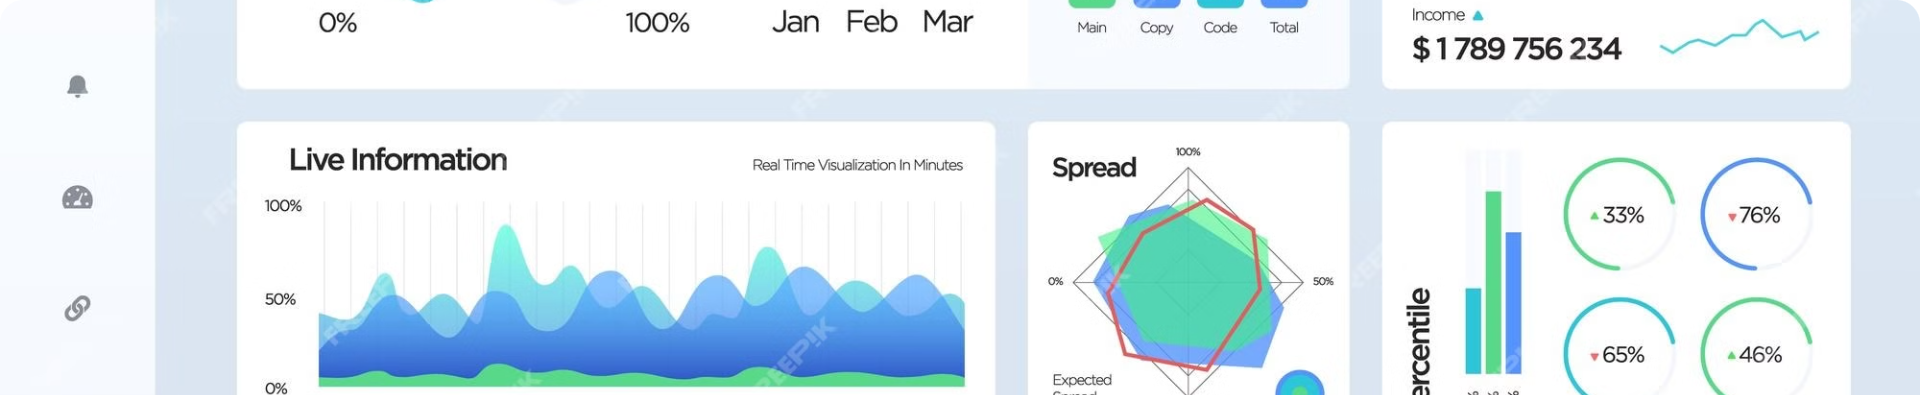 0% 100% Jan Feb Mar
Main Copy Code Total
Income
$ 1 789 756 234
Live Information
Real Time Visualization In Minutes
100%
50%
0%
Spread
100%
0%
50%
Expected
33%
76%
65%
46%